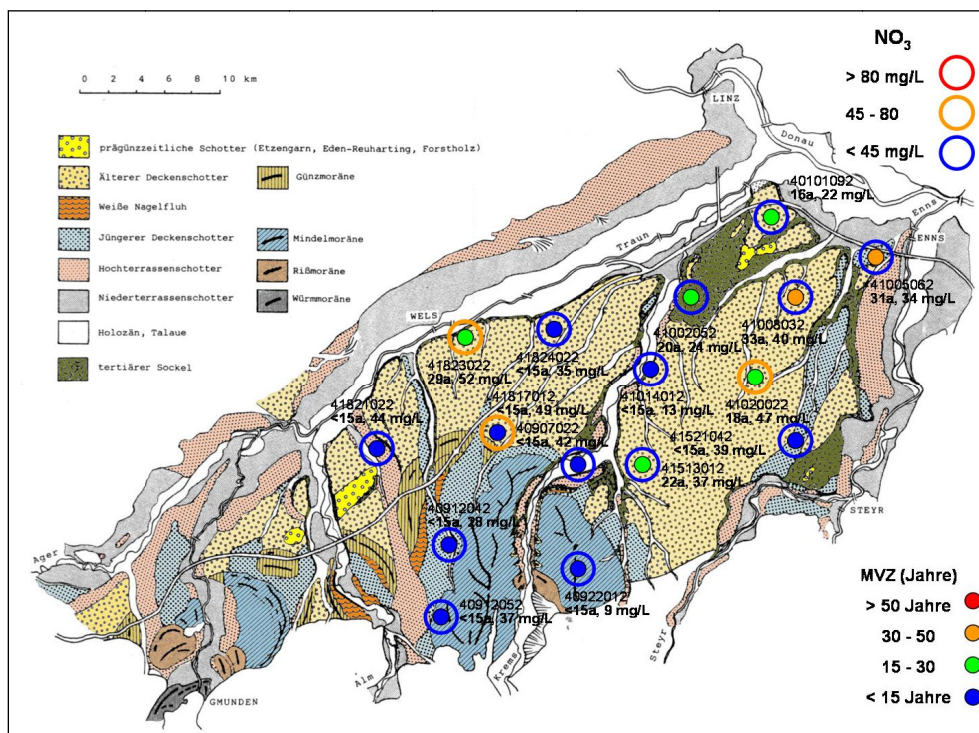 0 2 4 6 8 10 km
prägünzzeitliche Schotter (Etzengarn, Eden-Reuharting, Forstholz)
Älterer Deckenschotter
Günzmoräne
Weiße Nagelfluh
Jüngerer Deckenschotter
Mindelmoräne
Hochterrassenschotter
Rißmoräne
Niederterrassenschotter
Würmmoräne
Holozän, Talaue
tertiärer Sockel
NO3
> 80 mg/L
45 - 80
< 45 mg/L
LINZ
Donau
40101092
16a, 22 mg/L
Enns
Traun
ENNS
41005062
31a, 34 mg/L
WELS
41002052
20a, 24 mg/L
41008032
33a, 40 mg/L
41823022
29a, 52 mg/L
41824022
<15a, 35 mg/L
41821022
<15a, 44 mg/L
41817012
<15a, 49 mg/L
41014012
<15a, 13 mg/L
41020022
18a, 47 mg/L
40907022
<15a, 42 mg/L
41521042
<15a, 39 mg/L
41513012
22a, 37 mg/L
STEYR
40912042
<15a, 28 mg/L
Ager
40912052
<15a, 37 mg/L
40922012
<15a, 9 mg/L
Steyr
Krems
Alm
GMUNDEN
MVZ (Jahre)
> 50 Jahre
30 - 50
15 - 30
< 15 Jahre